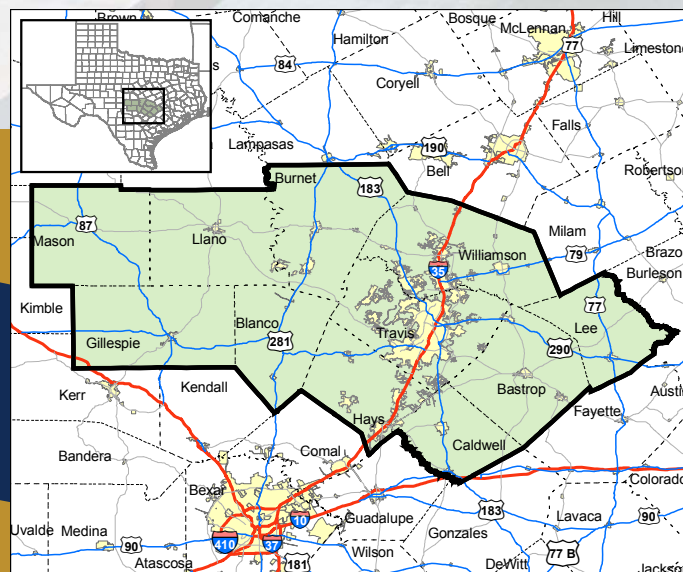 Brown
Comanche
Bosque
Hill
Hamilton
McLennan
77
Limestone
84
s
Coryell
Falls
Lampasas
190
Bell
Robertson
Burnet
183
Milam
87
Mason
Llano
Williamson
79
Brazo
35
Burleson
Kimble
77
Blanco
Travis
Lee
Gillespie
281
290
Kerr
Kendall
Bastrop
Austi
Hays
Fayette
Bandera
Comal
Caldwell
Bexar
Colorado
10
Guadalupe
183
Lavaca
Uvalde
Medina
90
410
37
Gonzales
90
Wilson
77 B
Atascosa
181
DeWitt
Jackso